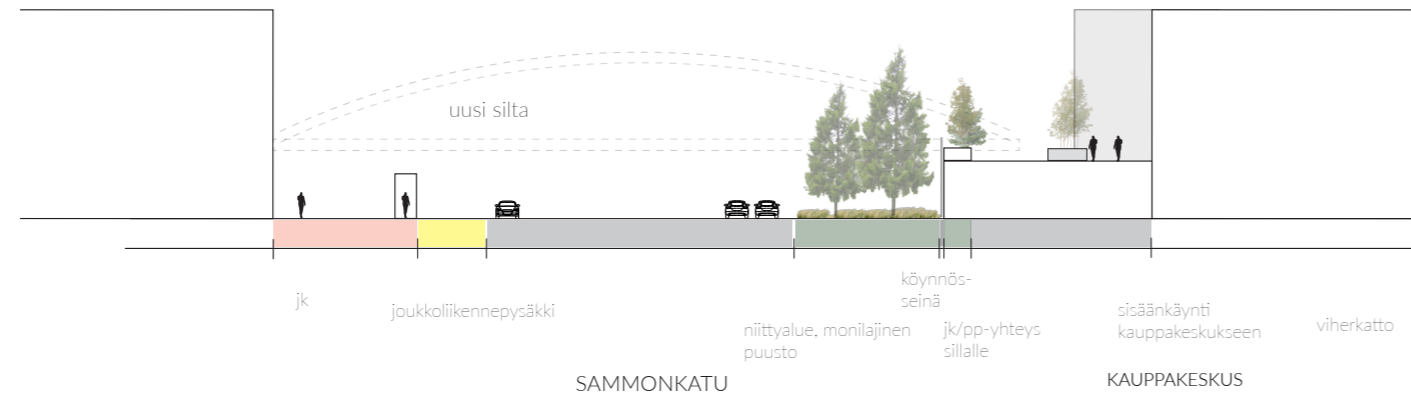 uusi silta
jk
joukkoliikennepysäkki
niittyalue, monilajinen
puusto
köynnös-
seinä
jk/pp-yhteys
sillalle
sisäänkäynti
kauppakeskukseen
viherkatto
SAMMONKATU
KAUPPAKESKUS